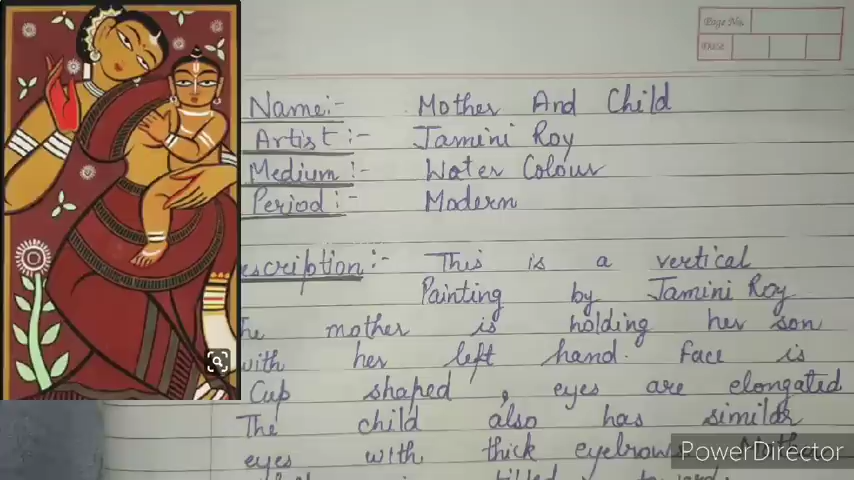 Page No.
Date
Name:- Mother And Child
Artist:- Jamini Roy
Medium:- Water Colour
Period:- Modern
escription:- This is a vertical
Painting by Jamini Roy
The mother is holding her son
with her left hand. Face is
Cup shaped, eyes are elongated
The child also has similar
eyes with thick eyebrows
PowerDirector